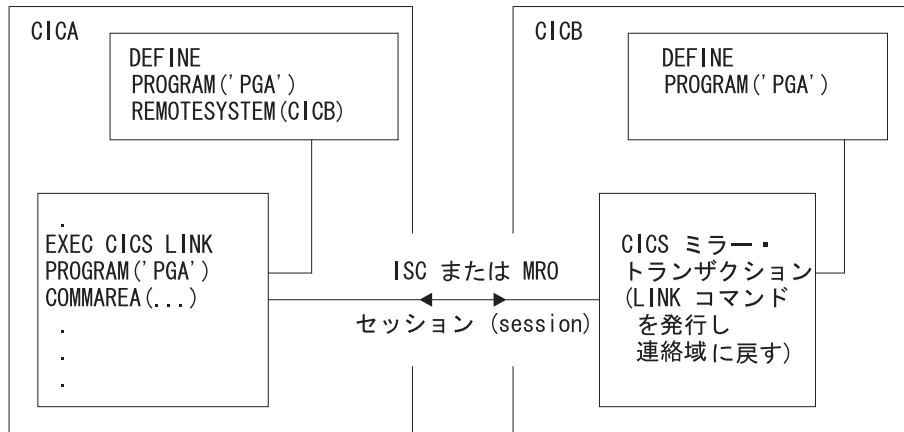 CICA
DEFINE
PROGRAM('PGA')
REMOTESYSTEM(CICB)
.
EXEC CICS LINK
PROGRAM('PGA')
COMMAREA(...)
.
.
.
ISC または MRO
セッション (session)
CICB
DEFINE
PROGRAM('PGA')
CICS ミラー・
トランザクション
(LINK コマンド
を発行し
連絡域に戻す)